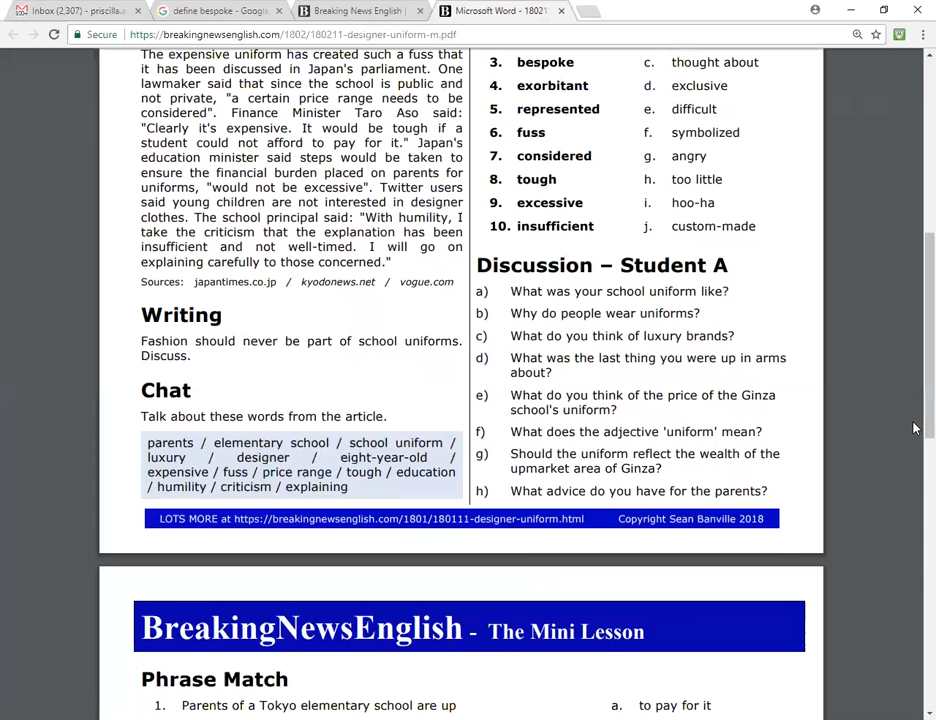 Inbox (2,307) - priscilla.
define bespoke - Google
Breaking News English |
Microsoft Word - 18021
Secure
https://breakingnewsenglish.com/1802/180211-designer-uniform-m.pdf
The expensive uniform has created such a fuss that
it has been discussed in Japan's parliament. One
lawmaker said that since the school is public and
not private, "a certain price range needs to be
considered". Finance Minister Taro Aso said:
"Clearly it's expensive. It would be tough if a
student could not afford to pay for it." Japan's
education minister said steps would be taken to
ensure the financial burden placed on parents for
uniforms, "would not be excessive". Twitter users
said young children are not interested in designer
clothes. The school principal said: "With humility, I
take the criticism that the explanation has been
insufficient and not well-timed. I will go on
explaining carefully to those concerned."
Sources: japantimes.co.jp / kyodonews.net / vogue.com
Writing
Fashion should never be part of school uniforms.
Discuss.
Chat
Talk about these words from the article.
parents / elementary school / school uniform /
luxury / designer / eight-year-old /
expensive / fuss / price range / tough / education
/ humility / criticism / explaining
3. bespoke c. thought about
4. exorbitant d. exclusive
5. represented e. difficult
6. fuss f. symbolized
7. considered g. angry
8. tough h. too little
9. excessive i. hoo-ha
10. insufficient j. custom-made
Discussion – Student A
a) What was your school uniform like?
b) Why do people wear uniforms?
c) What do you think of luxury brands?
d) What was the last thing you were up in arms
about?
e) What do you think of the price of the Ginza
school's uniform?
f) What does the adjective 'uniform' mean?
g) Should the uniform reflect the wealth of the
upmarket area of Ginza?
h) What advice do you have for the parents?
LOTS MORE at https://breakingnewsenglish.com/1801/180111-designer-uniform.html Copyright Sean Banville 2018
BreakingNewsEnglish - The Mini Lesson
Phrase Match
1. Parents of a Tokyo elementary school are up a. to pay for it